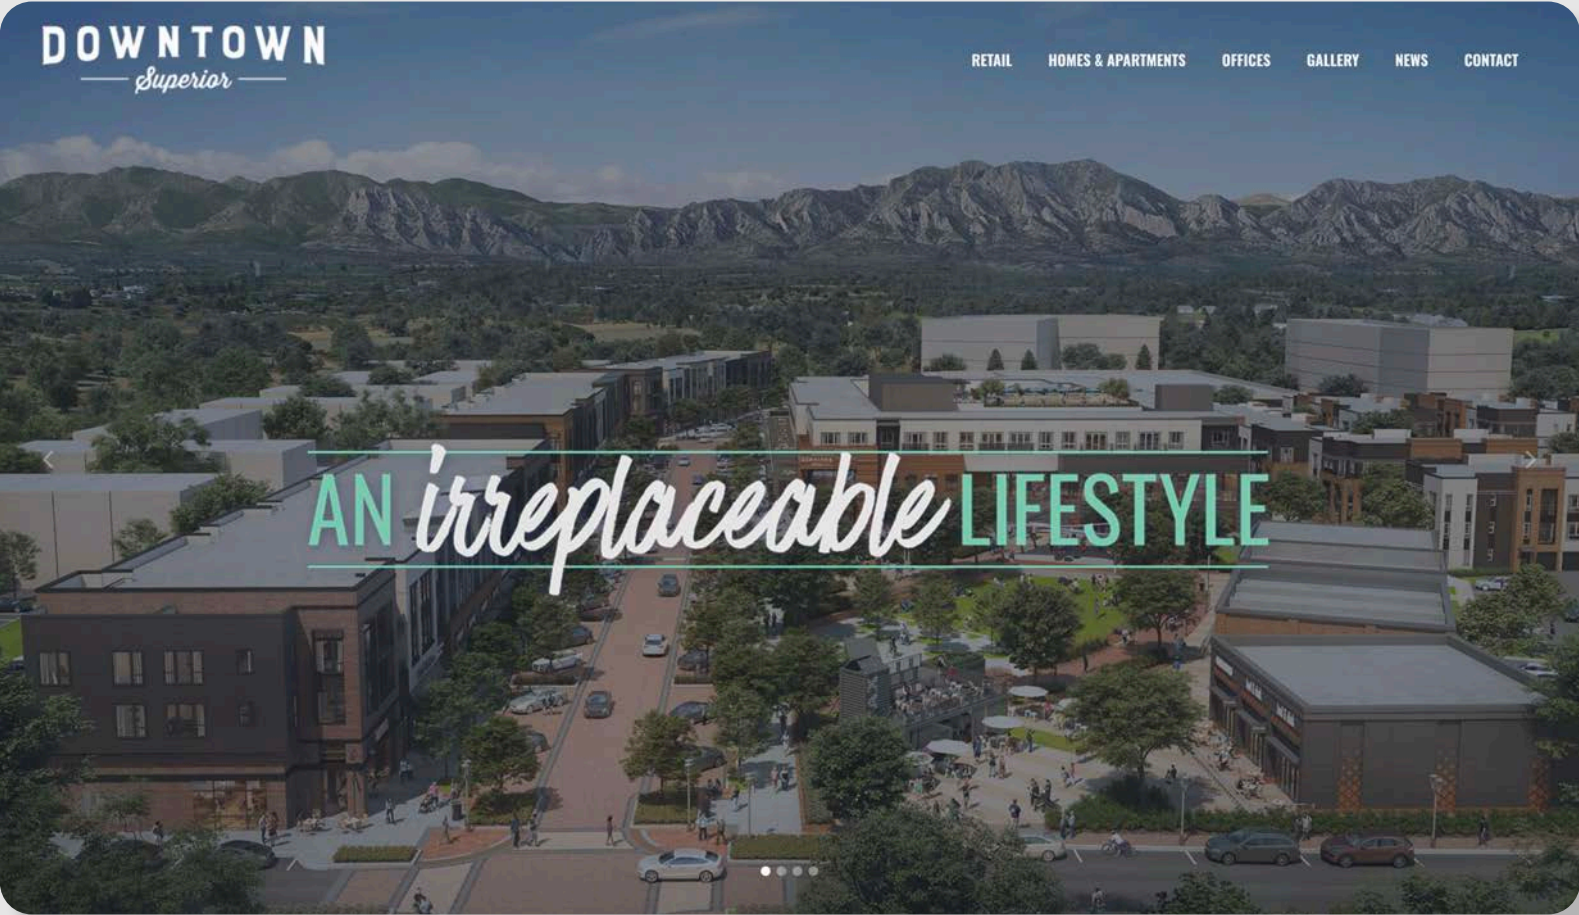 DOWNTOWN
Superior
RETAIL HOMES & APARTMENTS OFFICES GALLERY NEWS CONTACT
AN irreplaceable LIFESTYLE